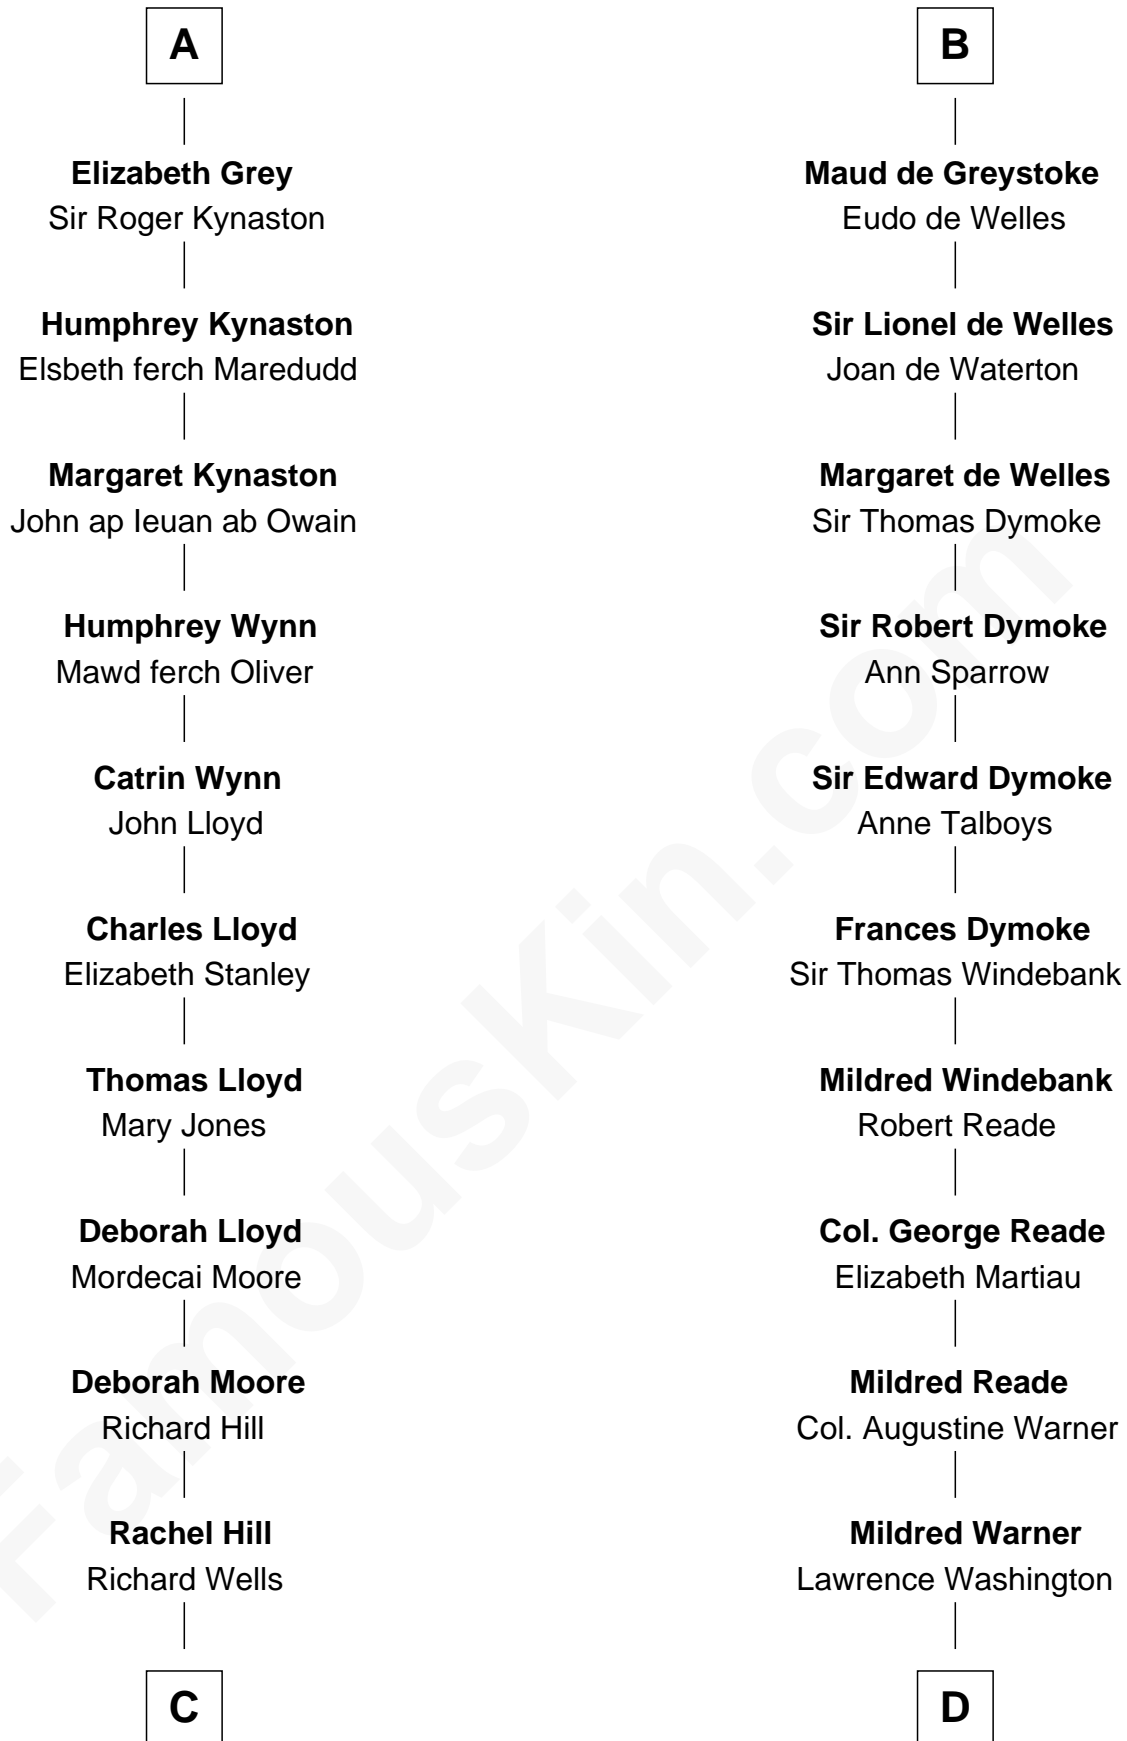 A
Elizabeth Grey
Sir Roger Kynaston
Humphrey Kynaston
Elsbeth ferch Maredudd
Margaret Kynaston
John ap Ieuan ab Owain
Humphrey Wynn
Mawd ferch Oliver
Catrin Wynn
John Lloyd
Charles Lloyd
Elizabeth Stanley
Thomas Lloyd
Mary Jones
Deborah Lloyd
Mordecai Moore
Deborah Moore
Richard Hill
Rachel Hill
Richard Wells
C
B
Maud de Greystoke
Eudo de Welles
Sir Lionel de Welles
Joan de Waterton
Margaret de Welles
Sir Thomas Dymoke
Sir Robert Dymoke
Ann Sparrow
Sir Edward Dymoke
Anne Talboys
Frances Dymoke
Sir Thomas Windebank
Mildred Windebank
Robert Reade
Col. George Reade
Elizabeth Martiau
Mildred Reade
Col. Augustine Warner
Mildred Warner
Lawrence Washington
D
FamousKin.com